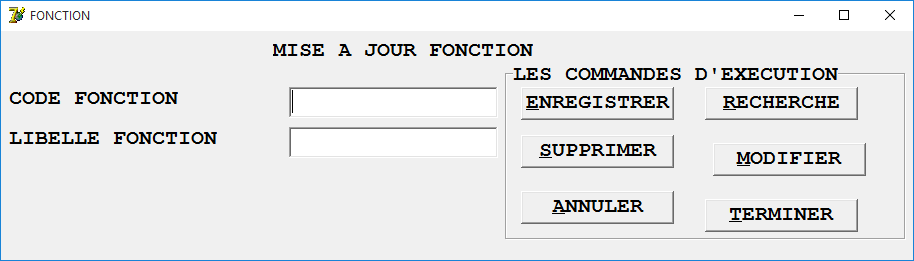 FONCTION
MISE A JOUR FONCTION
CODE FONCTION
LIBELLE FONCTION
LES COMMANDES D'EXECUTION
ENREGISTRER RECHERCHE
SUPPRIMER MODIFIER
ANNULER TERMINER